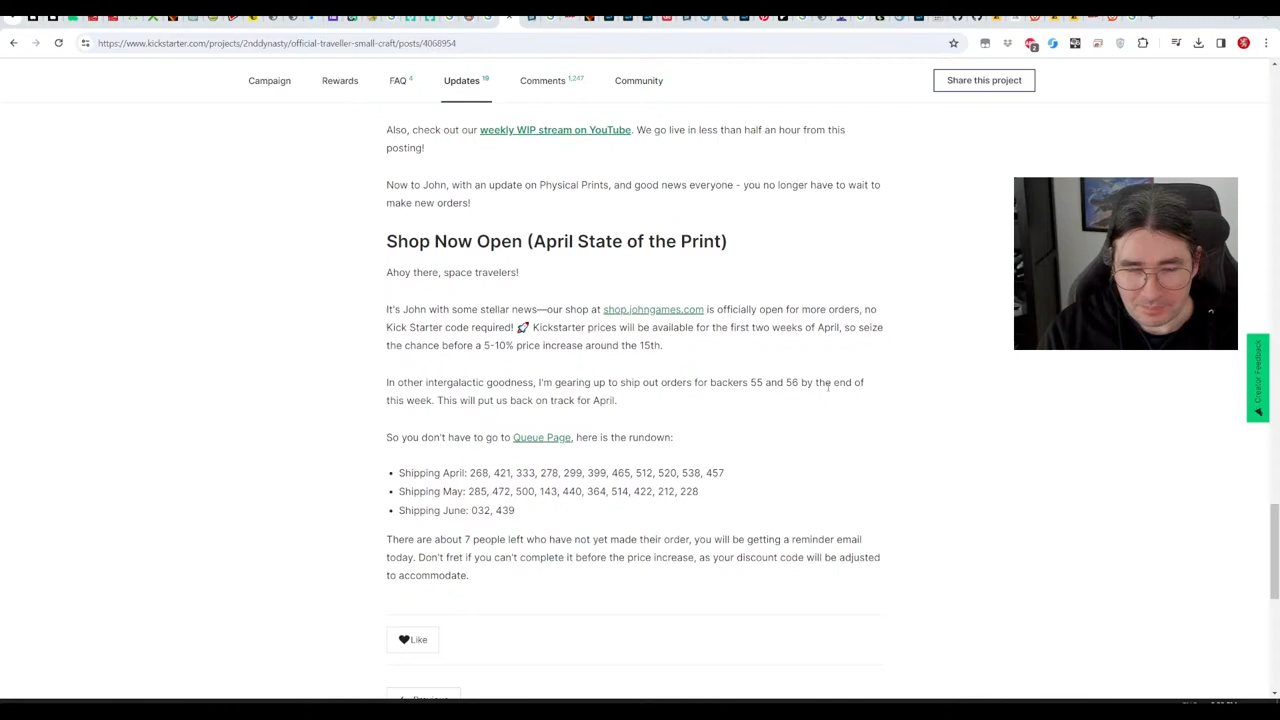 https://www.kickstarter.com/projects/2nddynasty/official-traveller-small-craft/posts/4068954
Campaign
Rewards
FAQ 4
Updates 19
Comments 1,247
Community
Share this project
Also, check out our weekly WIP stream on YouTube. We go live in less than half an hour from this
posting!
Now to John, with an update on Physical Prints, and good news everyone - you no longer have to wait to
make new orders!
Shop Now Open (April State of the Print)
Ahoy there, space travelers!
It's John with some stellar news—our shop at shop.johngames.com is officially open for more orders, no
Kick Starter code required! 🚀 Kickstarter prices will be available for the first two weeks of April, so seize
the chance before a 5-10% price increase around the 15th.
In other intergalactic goodness, I'm gearing up to ship out orders for backers 55 and 56 by the end of
this week. This will put us back on track for April.
So you don't have to go to Queue Page, here is the rundown:
• Shipping April: 268, 421, 333, 278, 299, 399, 465, 512, 520, 538, 457
• Shipping May: 285, 472, 500, 143, 440, 364, 514, 422, 212, 228
• Shipping June: 032, 439
There are about 7 people left who have not yet made their order, you will be getting a reminder email
today. Don't fret if you can't complete it before the price increase, as your discount code will be adjusted
to accommodate.
Like
Creator Feedback